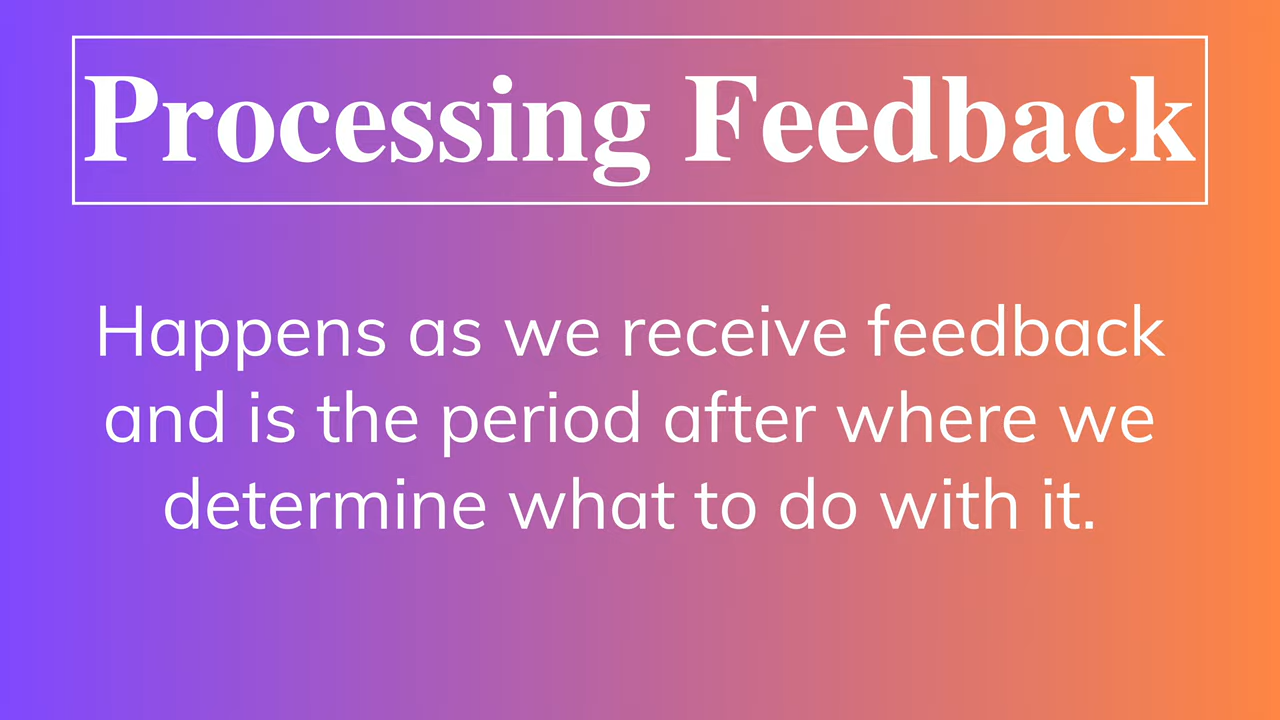 Processing Feedback
Happens as we receive feedback
and is the period after where we
determine what to do with it.